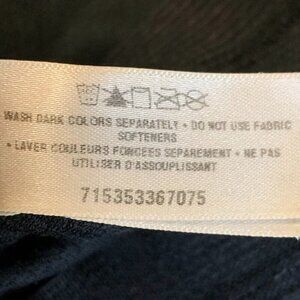 WASH DARK COLORS SEPARATELY • DO NOT USE FABRIC
SOFTENERS
• LAVER COULEURS FONCEES SEPAREMENT • NE PAS
UTILISER D'ASSOUPLISSANT
715353367075